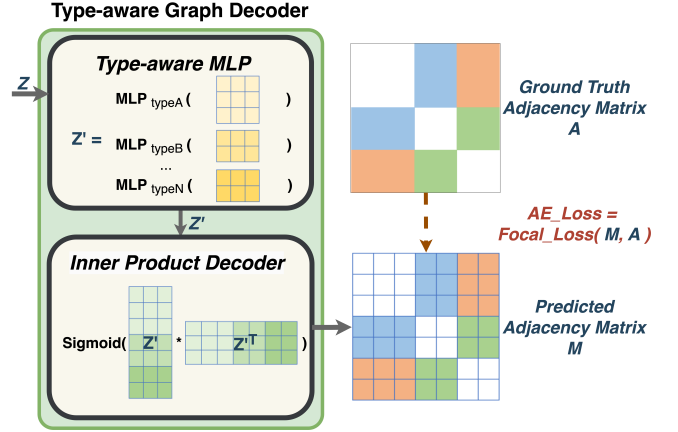 Type-aware Graph Decoder
Z
Type-aware MLP
MLP typeA ( )
Z' = MLP typeB ( )
...
MLP typeN ( )
Z'
Inner Product Decoder
Sigmoid( Z' * Z'T )
Ground Truth
Adjacency Matrix
A
AE_Loss =
Focal_Loss( M, A )
Predicted
Adjacency Matrix
M